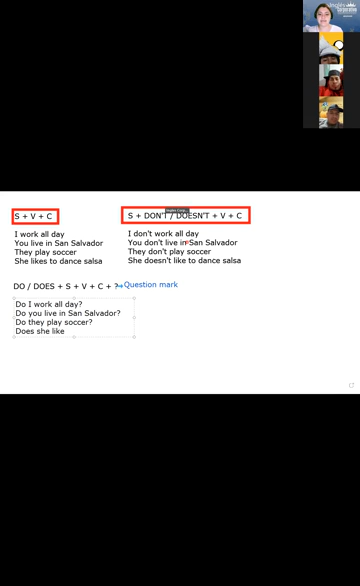 Inglés
Corporativo
S + V + C
S + DON'T / DOESN'T + V + C
I work all day
You live in San Salvador
They play soccer
She likes to dance salsa
I don't work all day
You don't live in San Salvador
They don't play soccer
She doesn't like to dance salsa
DO / DOES + S + V + C + ?
Question mark
Do I work all day?
Do you live in San Salvador?
Do they play soccer?
Does she like
17